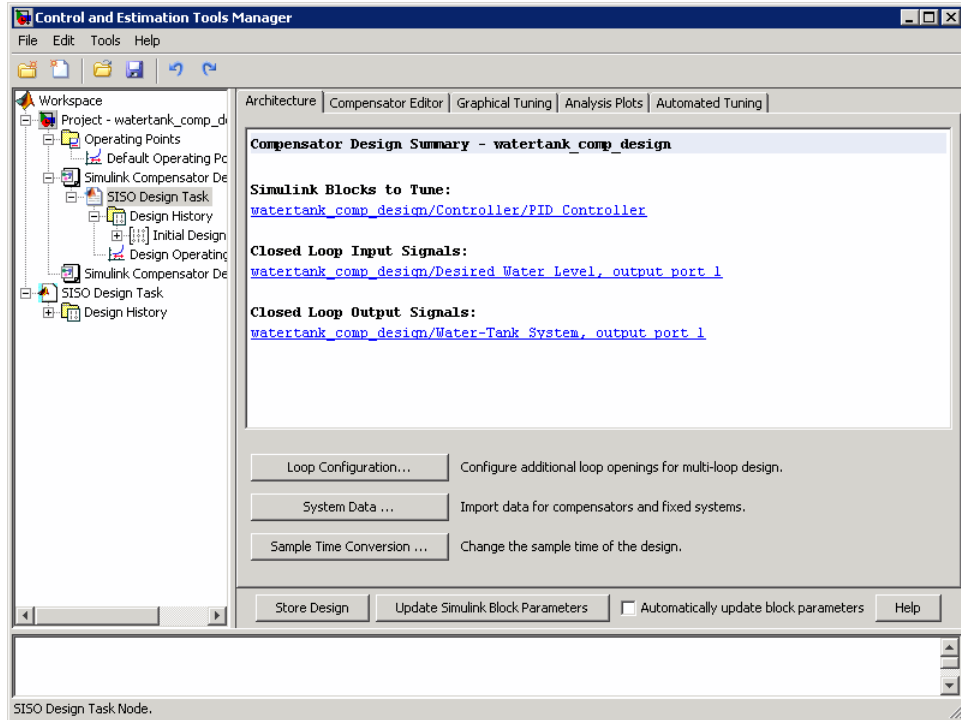 Control and Estimation Tools Manager
File Edit Tools Help
Workspace
Project - watertank_comp_d
Operating Points
Default Operating Pc
Simulink Compensator De
SISO Design Task
Design History
Initial Design
Design Operating
Simulink Compensator De
SISO Design Task
Design History
Architecture Compensator Editor Graphical Tuning Analysis Plots Automated Tuning
Compensator Design Summary - watertank_comp_design
Simulink Blocks to Tune:
watertank_comp_design/Controller/PID Controller
Closed Loop Input Signals:
watertank_comp_design/Desired Water Level, output port 1
Closed Loop Output Signals:
watertank_comp_design/Water-Tank System, output port 1
Loop Configuration... Configure additional loop openings for multi-loop design.
System Data ... Import data for compensators and fixed systems.
Sample Time Conversion ... Change the sample time of the design.
Store Design Update Simulink Block Parameters Automatically update block parameters Help
SISO Design Task Node.